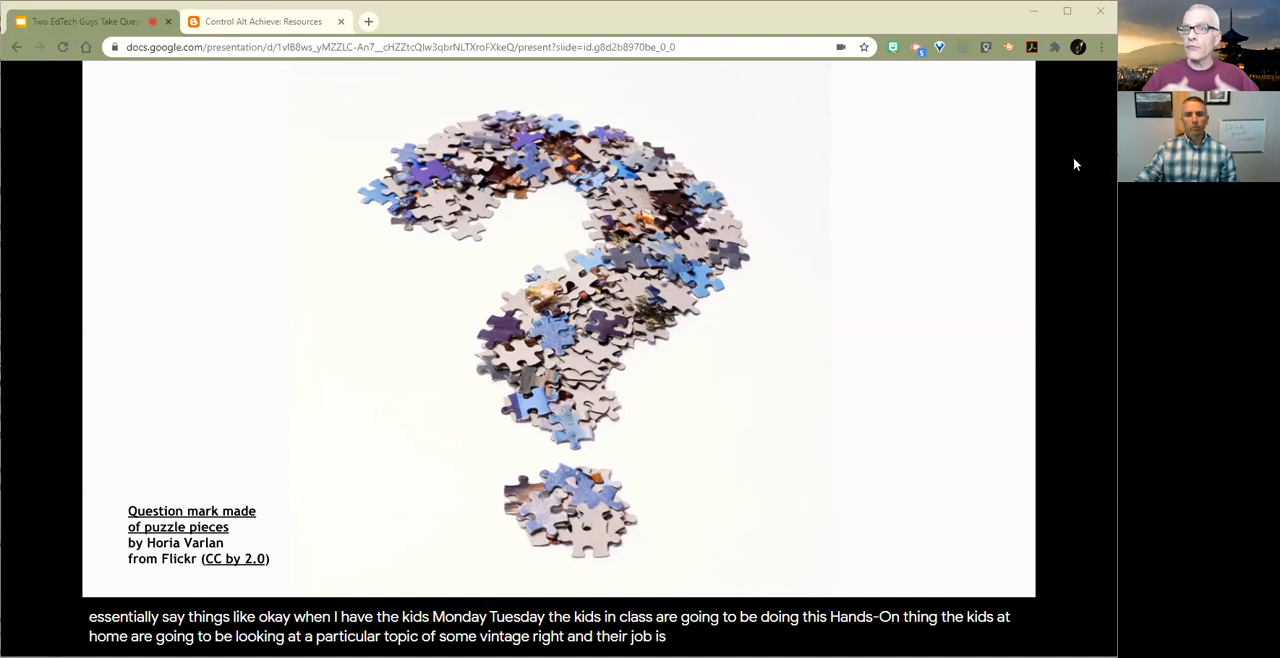 Two EdTech Guys Take Ques
Control Alt Achieve: Resources
docs.google.com/presentation/d/1vlB8ws_yMZZLC-An7__cHZZtcQlw3qbrNLTXroFXkeQ/present?slide=id.g8d2b8970be_0_0
Question mark made
of puzzle pieces
by Horia Varlan
from Flickr (CC by 2.0)
essentially say things like okay when I have the kids Monday Tuesday the kids in class are going to be doing this Hands-On thing the kids at
home are going to be looking at a particular topic of some vintage right and their job is